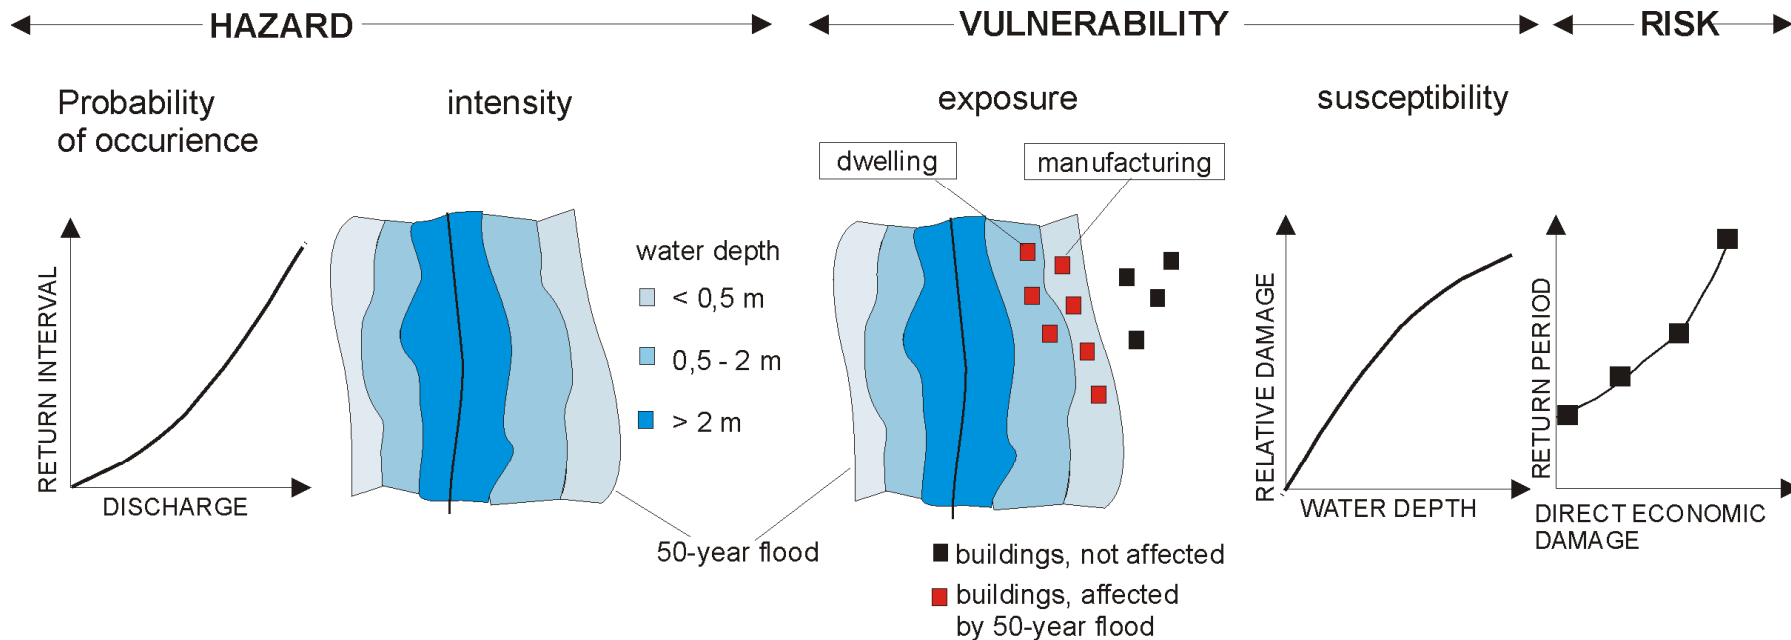 HAZARD
VULNERABILITY
RISK
Probability
of occurience
intensity
exposure
susceptibility
dwelling
manufacturing
RETURN INTERVAL
DISCHARGE
water depth
< 0,5 m
0,5 - 2 m
> 2 m
50-year flood
buildings, not affected
buildings, affected
by 50-year flood
RELATIVE DAMAGE
WATER DEPTH
RETURN PERIOD
DIRECT ECONOMIC
DAMAGE